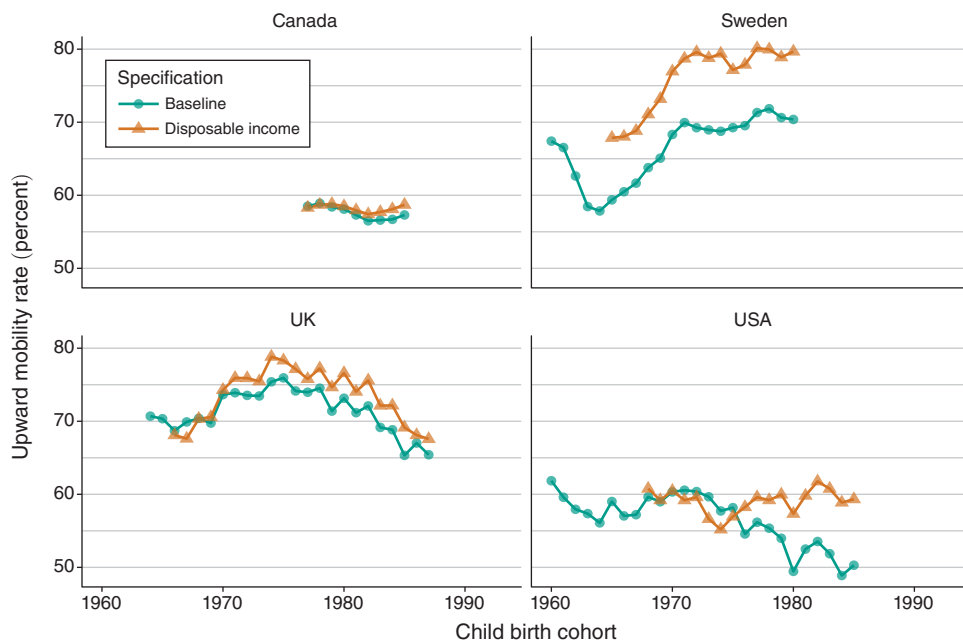 Canada
Sweden
80
70
60
50
Specification
Baseline
Disposable income
Upward mobility rate (percent)
UK
USA
80
70
60
50
1960 1970 1980 1990
1960 1970 1980 1990
Child birth cohort